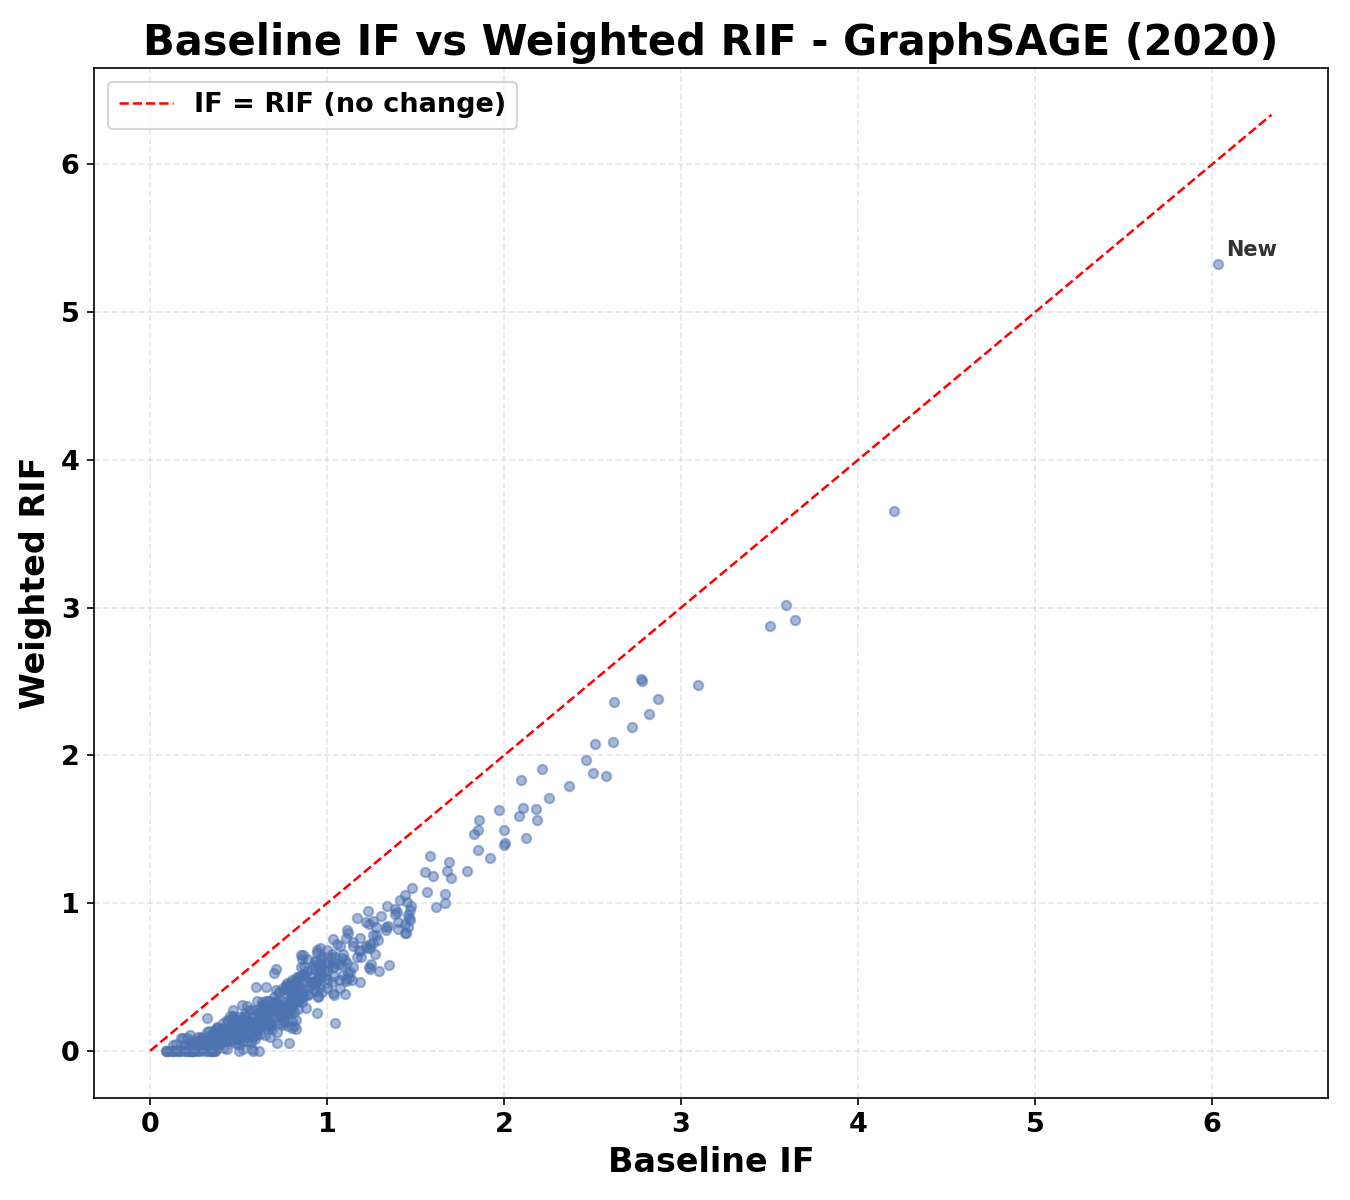 Baseline IF vs Weighted RIF - GraphSAGE (2020)
IF = RIF (no change)
New
Weighted RIF
6
5
4
3
2
1
0
0 1 2 3 4 5 6
Baseline IF